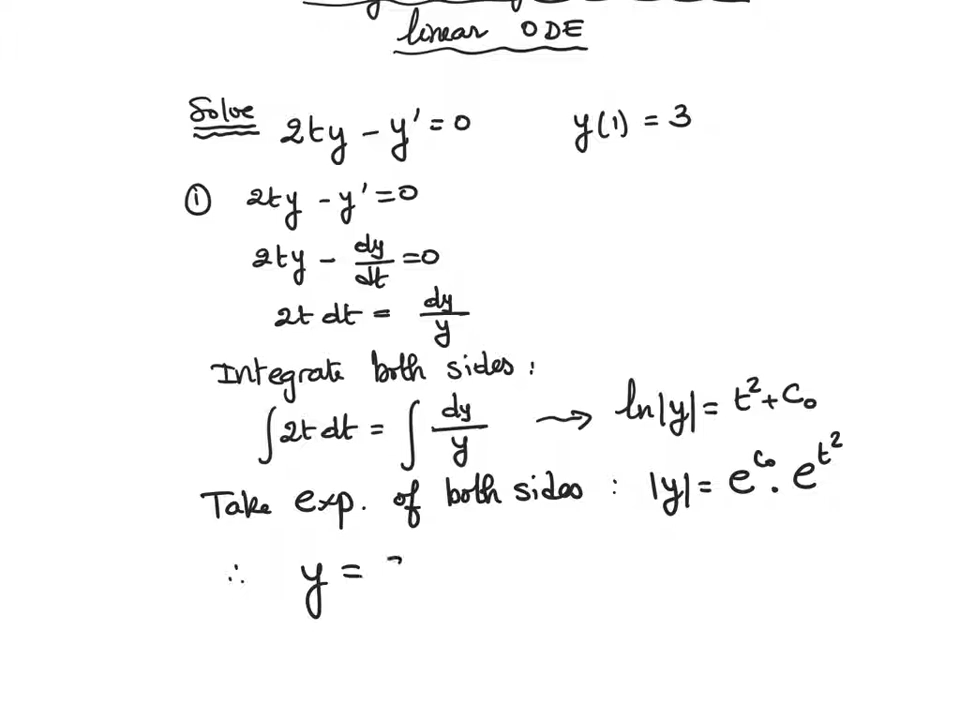 linear ODE
Solve 2ty - y' = 0 y(1) = 3
① 2ty - y' = 0
2ty - dy/dt = 0
2t dt = dy/y
Integrate both sides :
∫2t dt = ∫ dy/y → ln|y| = t² + C₀
Take exp. of both sides : |y| = e^C₀ . e^t²
∴ y =